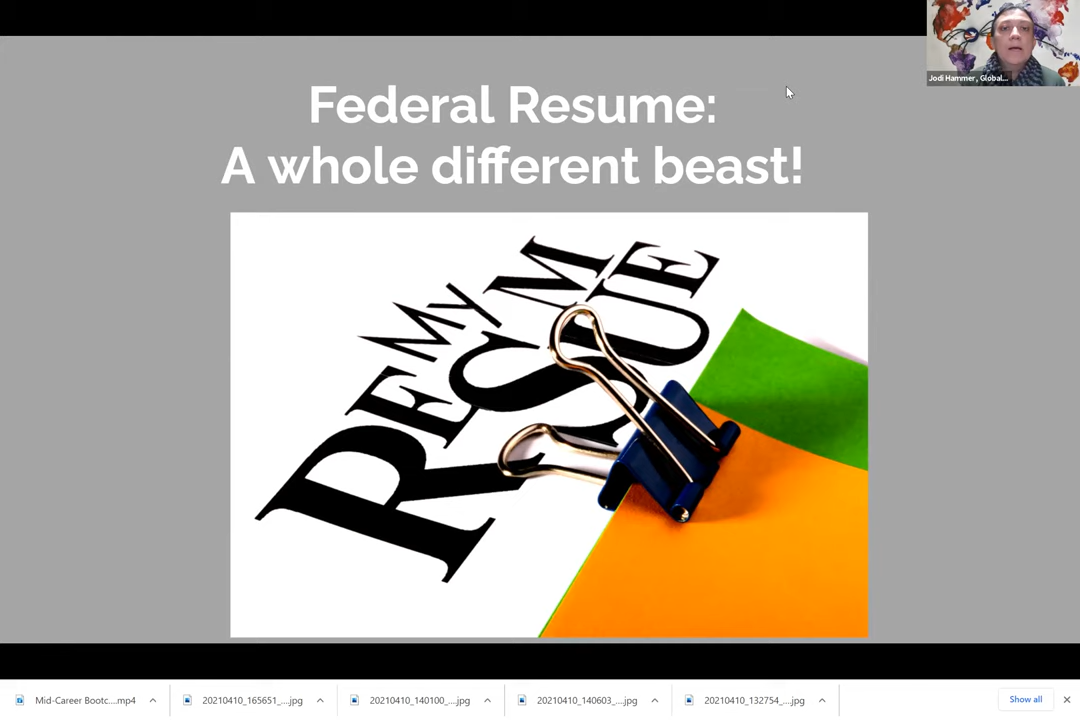 Jodi Hammer, Global...
Federal Resume:
A whole different beast!
MY
RESUME
Mid-Career Bootc....mp4
20210410_165651_....jpg
20210410_140100_....jpg
20210410_140603_....jpg
20210410_132754_....jpg
Show all